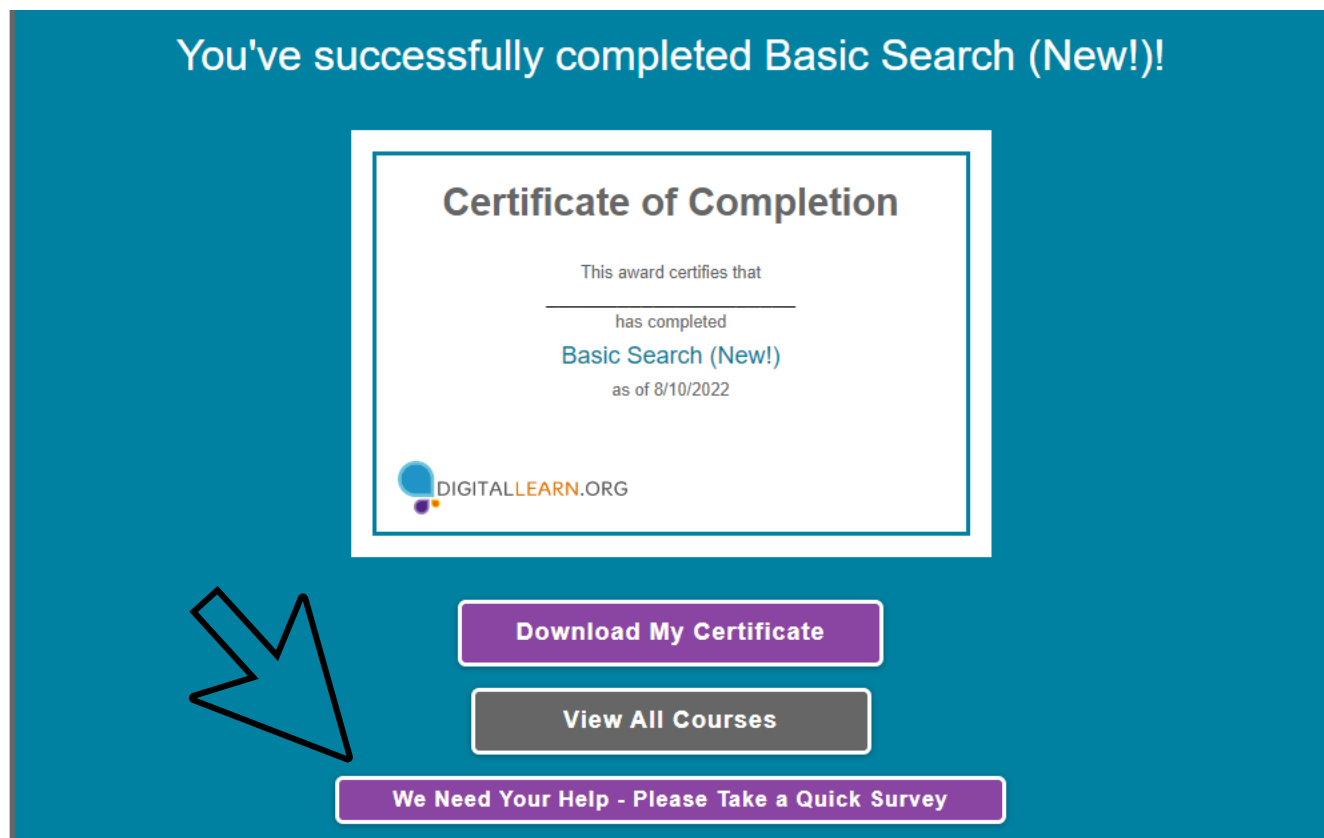 You've successfully completed Basic Search (New!)!
Certificate of Completion
This award certifies that
has completed
Basic Search (New!)
as of 8/10/2022
DIGITALLEARN.ORG
Download My Certificate
View All Courses
We Need Your Help - Please Take a Quick Survey